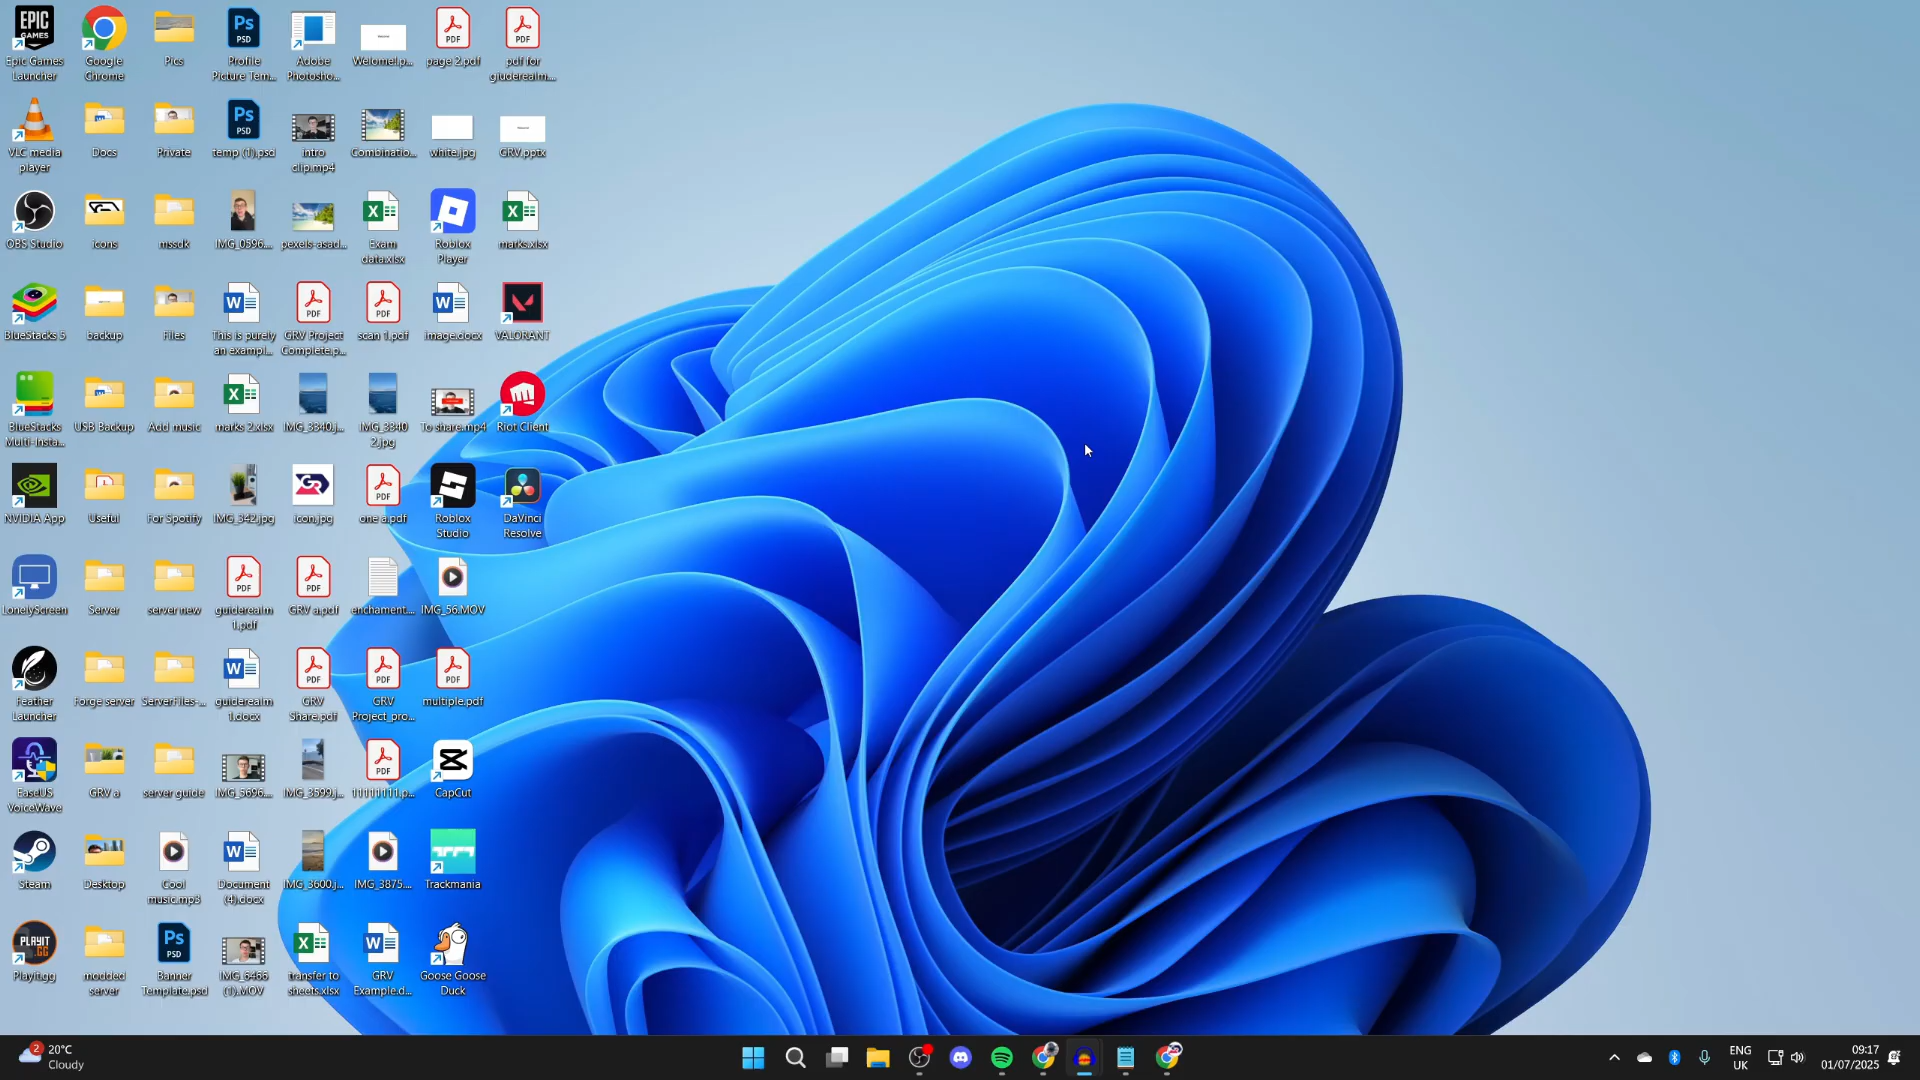 EPIC
GAMES
Epic Games
Launcher
Google
Chrome
Pics
Ps
PSD
Profile
Picture Tem...
Adobe
Photosho...
Welome!.p...
PDF
page 2.pdf
PDF
pdf for
giuderealm....
VLC media
player
Docs
Private
Ps
PSD
temp (1).psd
intro
clip.mp4
Combinatio...
white.jpg
GRV.pptx
OBS Studio
icons
mssdk
IMG_0596....
pexels-asad...
Exam
data.xlsx
Roblox
Player
marks.xlsx
BlueStacks 5
backup
Files
This is purely
an exampl...
PDF
GRV Project
Complete.p...
PDF
scan 1.pdf
image.docx
VALORANT
BlueStacks
Multi-Insta...
USB Backup
Add music
marks 2.xlsx
IMG_3340.j...
IMG_3340
2.jpg
To share.mp4
Riot Client
NVIDIA App
Useful
For Spotify
IMG_342.jpg
icon.jpg
PDF
one a.pdf
Roblox
Studio
DaVinci
Resolve
LonelyScreen
Server
server new
PDF
guiderealm
1.pdf
PDF
GRV a.pdf
enchament....
IMG_56.MOV
Feather
Launcher
Forge server
ServerFiles-...
guiderealm
1.docx
PDF
GRV
Share.pdf
PDF
GRV
Project_pro...
PDF
multiple.pdf
EaseUS
VoiceWave
GRV a
server guide
IMG_5696....
IMG_3599.j...
PDF
11111111.p...
CapCut
Steam
Desktop
Cool
music.mp3
Document
(4).docx
IMG_3600.j...
IMG_3875....
Trackmania
PLAYIT
.GG
Playit.gg
modded
server
Ps
PSD
Banner
Template.psd
IMG_6466
(1).MOV
transfer to
sheets.xlsx
GRV
Example.d...
Goose Goose
Duck
2
20°C
Cloudy
ENG
UK
09:17
01/07/2025